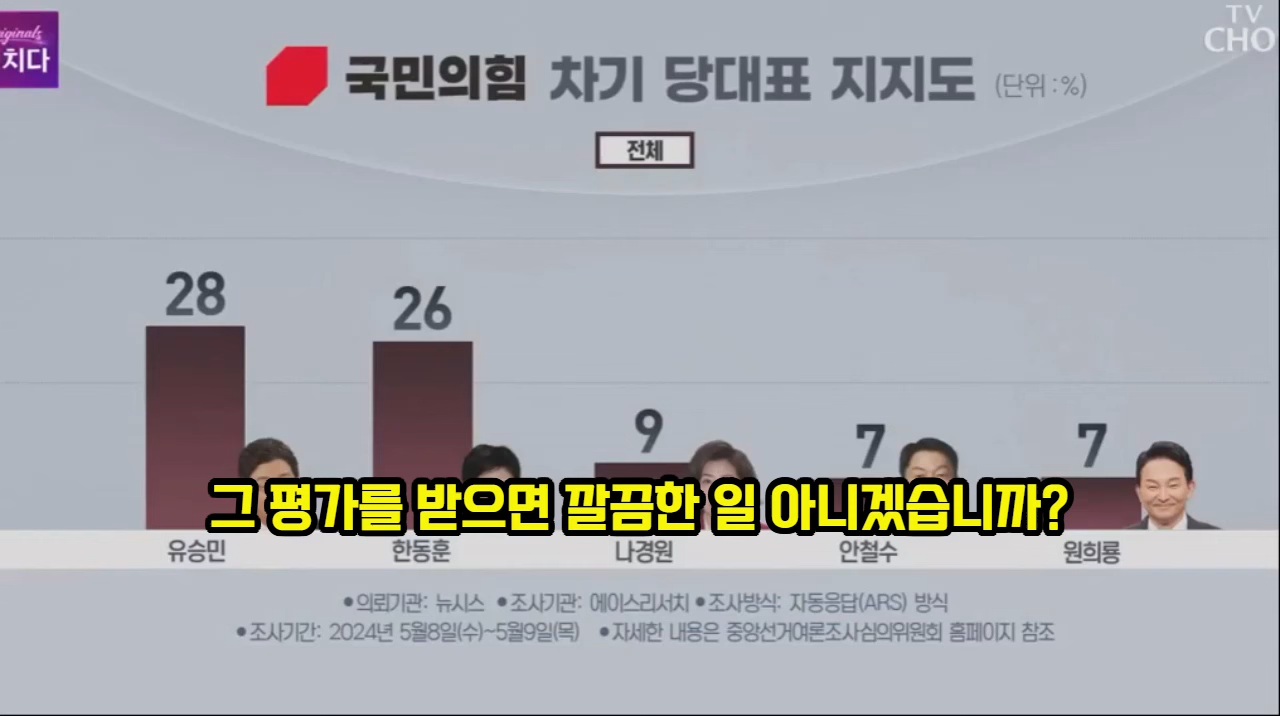 iginals
치다
TV
CHO
국민의힘 차기 당대표 지지도 (단위:%)
전체
28
26
9
7
7
그 평가를 받으면 깔끔한 일 아니겠습니까?
유승민
한동훈
나경원
안철수
원희룡
•의뢰기관: 뉴시스 •조사기관: 에이스리서치 •조사방식: 자동응답(ARS) 방식
•조사기간: 2024년 5월8일(수)~5월9일(목) •자세한 내용은 중앙선거여론조사심의위원회 홈페이지 참조